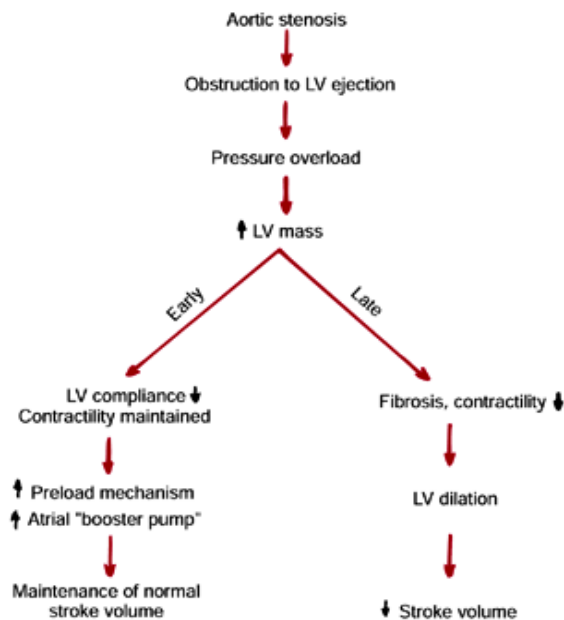 Aortic stenosis
Obstruction to LV ejection
Pressure overload
LV mass
Early
Late
LV compliance
Contractility maintained
Fibrosis, contractility
Preload mechanism
Atrial "booster pump"
LV dilation
Maintenance of normal
stroke volume
Stroke volume